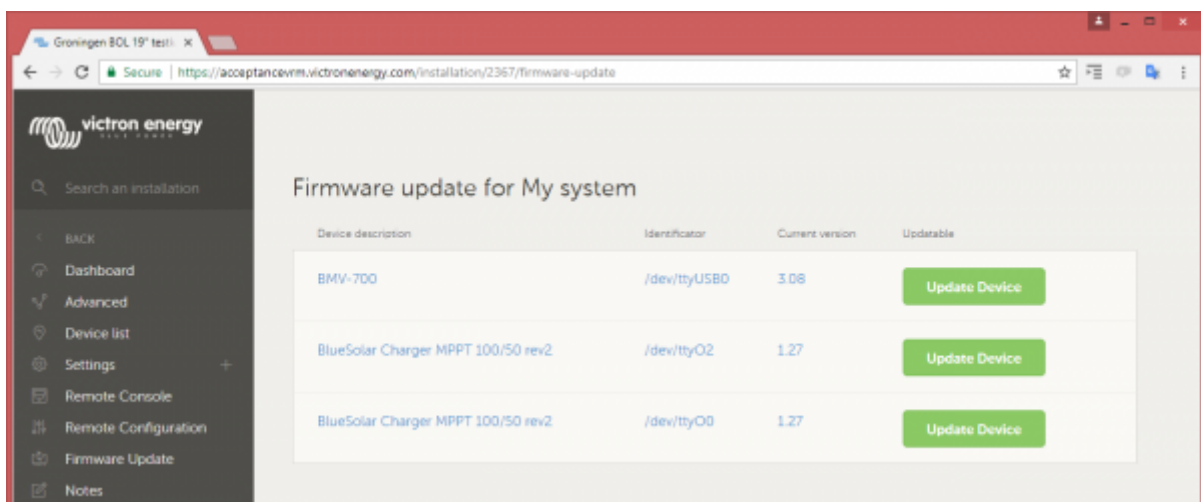 Groningen BOL 19" testi
Secure | https://acceptancevrm.victronenergy.com/installation/2367/firmware-update
victron energy
BLUE POWER
Search an installation
BACK
Dashboard
Advanced
Device list
Settings +
Remote Console
Remote Configuration
Firmware Update
Notes
Firmware update for My system
Device description Identificator Current version Updatable
BMV-700 /dev/ttyUSB0 3.08 Update Device
BlueSolar Charger MPPT 100/50 rev2 /dev/ttyO2 1.27 Update Device
BlueSolar Charger MPPT 100/50 rev2 /dev/ttyO0 1.27 Update Device